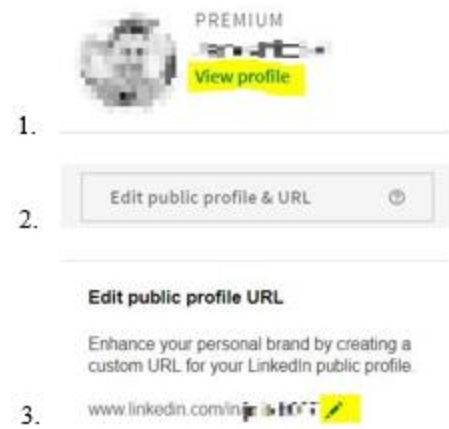 PREMIUM
View profile
1.
Edit public profile & URL
2.
Edit public profile URL
Enhance your personal brand by creating a
custom URL for your LinkedIn public profile.
3. www.linkedin.com/in/